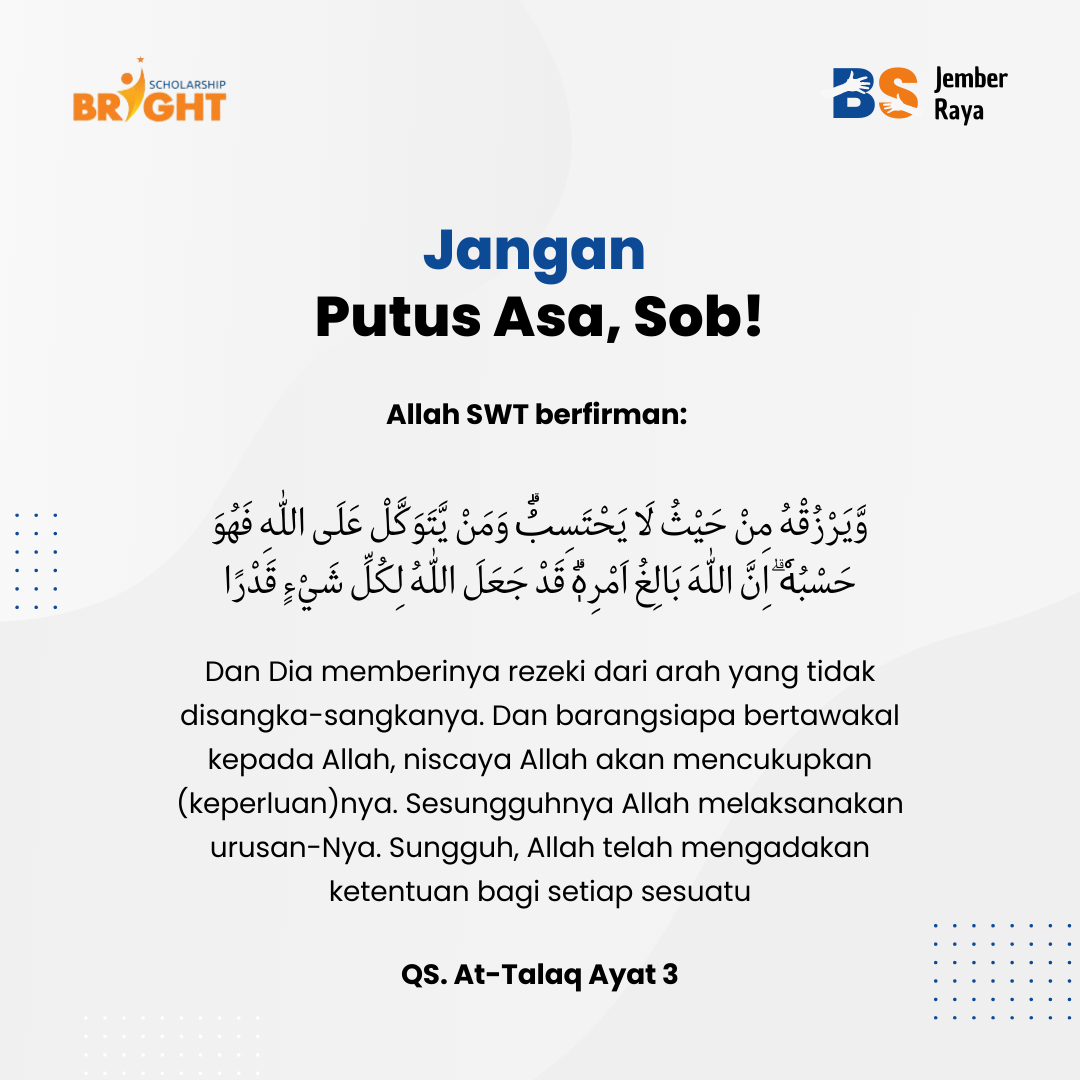 SCHOLARSHIP
BRIGHT
BS Jember
Raya
Jangan
Putus Asa, Sob!
Allah SWT berfirman:
وَّيَرْزُقْهُ مِنْ حَيْثُ لَا يَحْتَسِبُۗ وَمَنْ يَّتَوَكَّلْ عَلَى اللّٰهِ فَهُوَ
حَسْبُهٗ ۗاِنَّ اللّٰهَ بَالِغُ اَمْرِهٖۗ قَدْ جَعَلَ اللّٰهُ لِكُلِّ شَيْءٍ قَدْرًا
Dan Dia memberinya rezeki dari arah yang tidak
disangka-sangkanya. Dan barangsiapa bertawakal
kepada Allah, niscaya Allah akan mencukupkan
(keperluan)nya. Sesungguhnya Allah melaksanakan
urusan-Nya. Sungguh, Allah telah mengadakan
ketentuan bagi setiap sesuatu
QS. At-Talaq Ayat 3